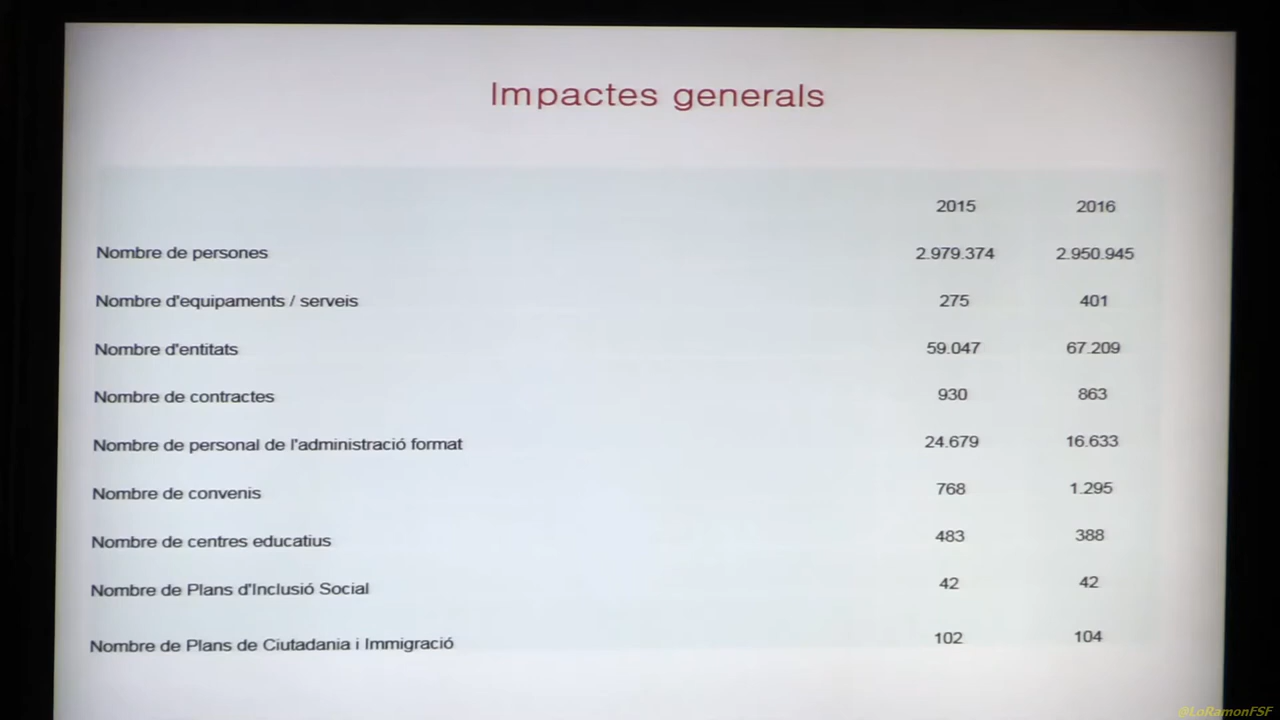 Impactes generals
2015 2016
Nombre de persones 2.979.374 2.950.945
Nombre d'equipaments / serveis 275 401
Nombre d'entitats 59.047 67.209
Nombre de contractes 930 863
Nombre de personal de l'administració format 24.679 16.633
Nombre de convenis 768 1.295
Nombre de centres educatius 483 388
Nombre de Plans d'Inclusió Social 42 42
Nombre de Plans de Ciutadania i Immigració 102 104
@LoRamonFSF